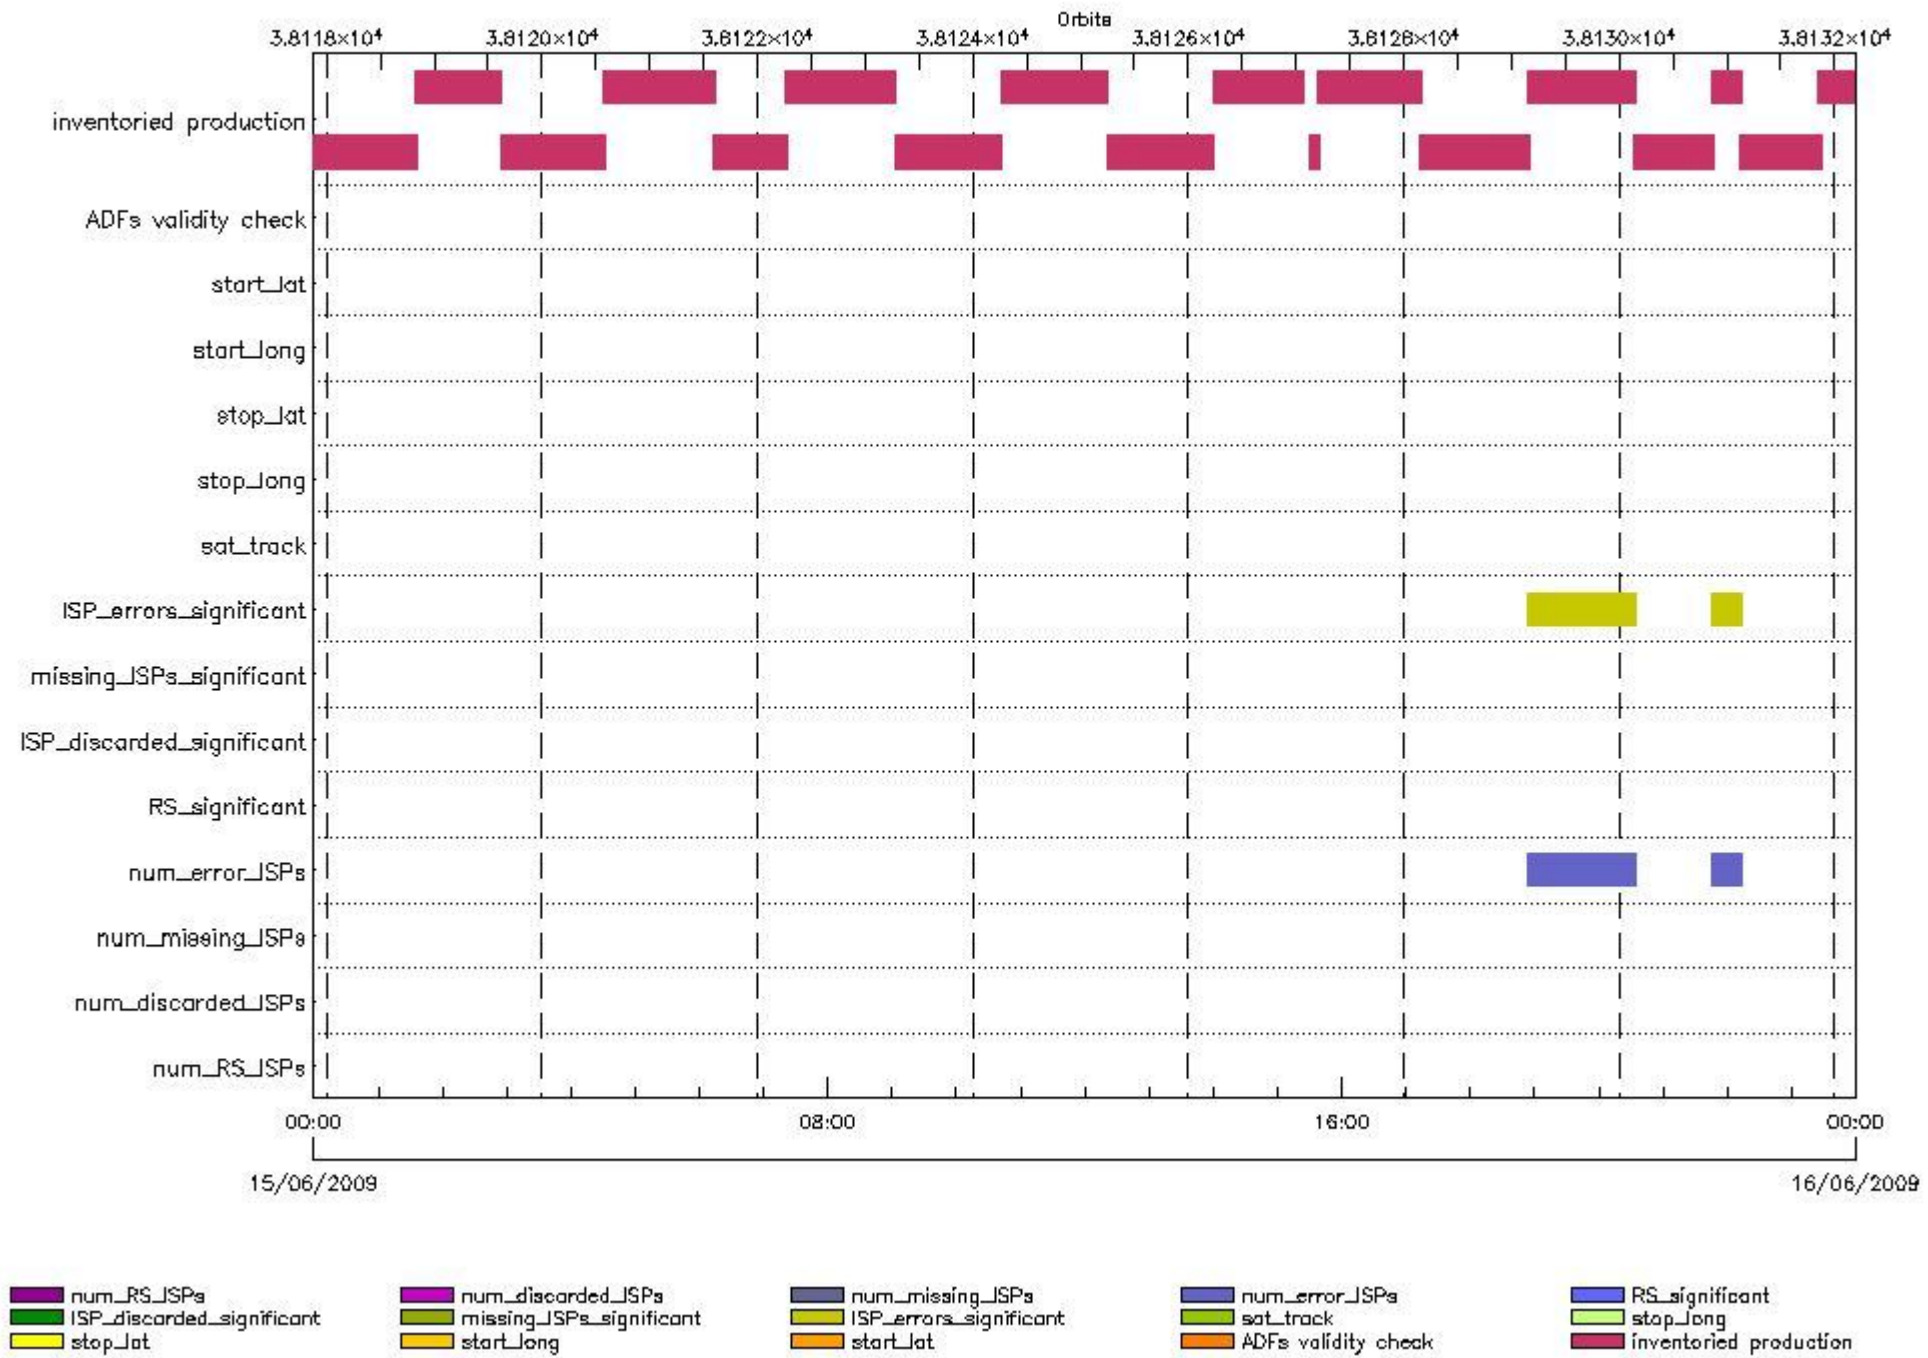 Orbits
3.8118×10⁴ 3.8120×10⁴ 3.8122×10⁴ 3.8124×10⁴ 3.8126×10⁴ 3.8128×10⁴ 3.8130×10⁴ 3.8132×10⁴
inventoried production
ADFs validity check
start_lat
start_long
stop_lat
stop_long
sat_track
ISP_errors_significant
missing_ISPs_significant
ISP_discarded_significant
RS_significant
num_error_ISPs
num_missing_ISPs
num_discarded_ISPs
num_RS_ISPs
00:00 08:00 16:00 00:00
15/06/2009 16/06/2009
num_RS_ISPs num_discarded_ISPs num_missing_ISPs num_error_ISPs RS_significant
ISP_discarded_significant missing_ISPs_significant ISP_errors_significant sat_track stop_long
stop_lat start_long start_lat ADFs validity check inventoried production